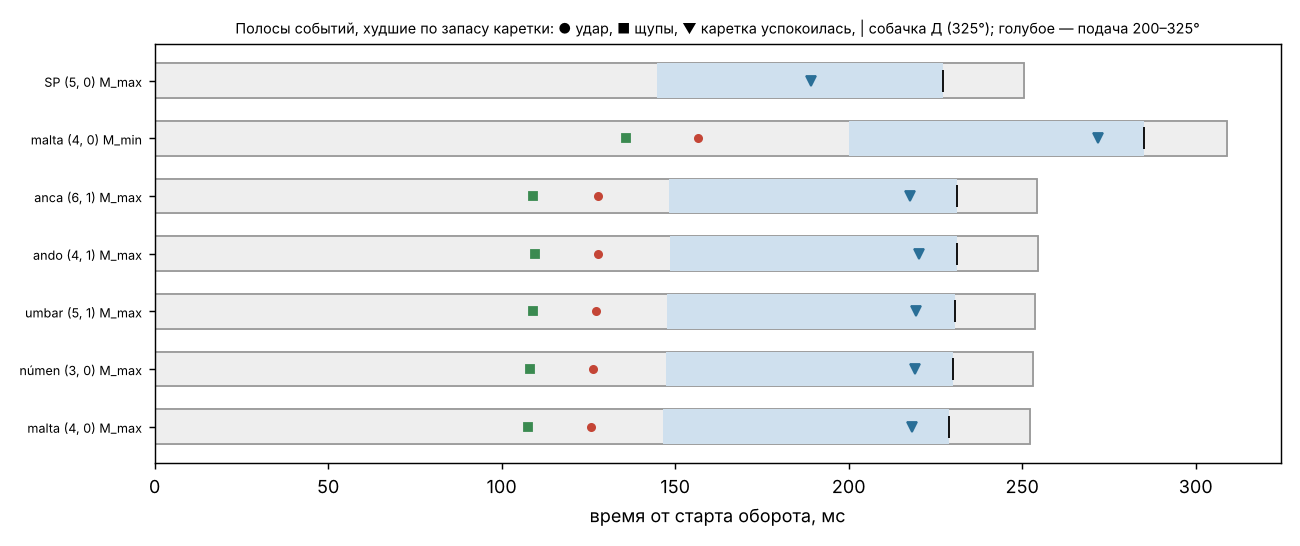 Полосы событий, худшие по запасу каретки: ● удар, ■ щупы, ▼ каретка успокоилась, | собачка Д (325°); голубое — подача 200–325°
SP (5, 0) M_max
malta (4, 0) M_min
anca (6, 1) M_max
ando (4, 1) M_max
umbar (5, 1) M_max
númen (3, 0) M_max
malta (4, 0) M_max
0 50 100 150 200 250 300
время от старта оборота, мс